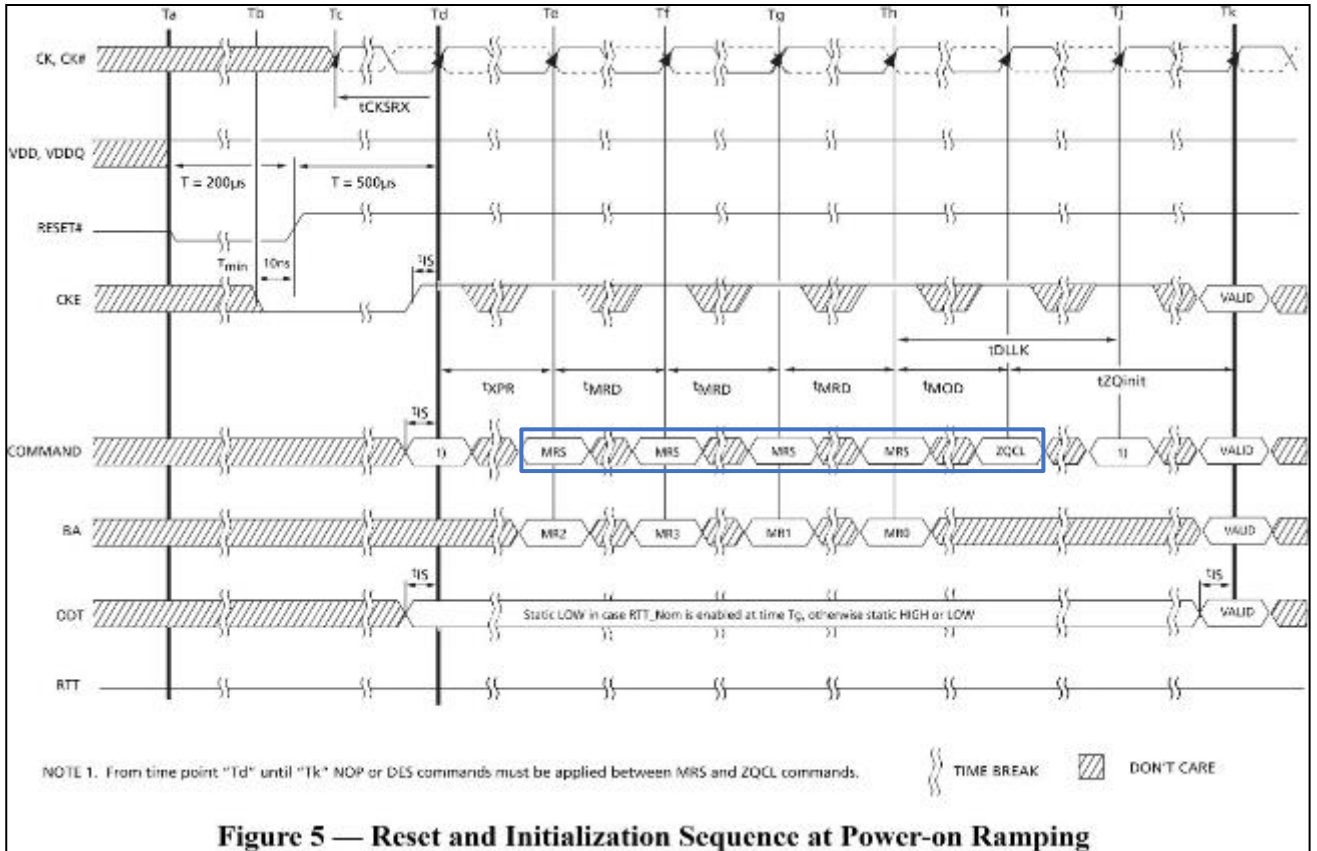 Ta Tb Tc Td Te Tf Tg Th Ti Tj Tk
CK, CK#
tCKSRX
VDD, VDDQ
T = 200µs T = 500µs
RESET#
Tmin 10ns tIS
CKE VALID
tDLLK
tXPR tMRD tMRD tMRD tMOD tZQinit
tIS
COMMAND 1) MRS MRS MRS MRS ZQCL 1) VALID
BA MR2 MR3 MR1 MR0 VALID
tIS tIS
ODT Static LOW in case RTT_Nom is enabled at time Tg, otherwise static HIGH or LOW VALID
RTT
NOTE 1. From time point "Td" until "Tk" NOP or DES commands must be applied between MRS and ZQCL commands. TIME BREAK DON'T CARE
Figure 5 — Reset and Initialization Sequence at Power-on Ramping